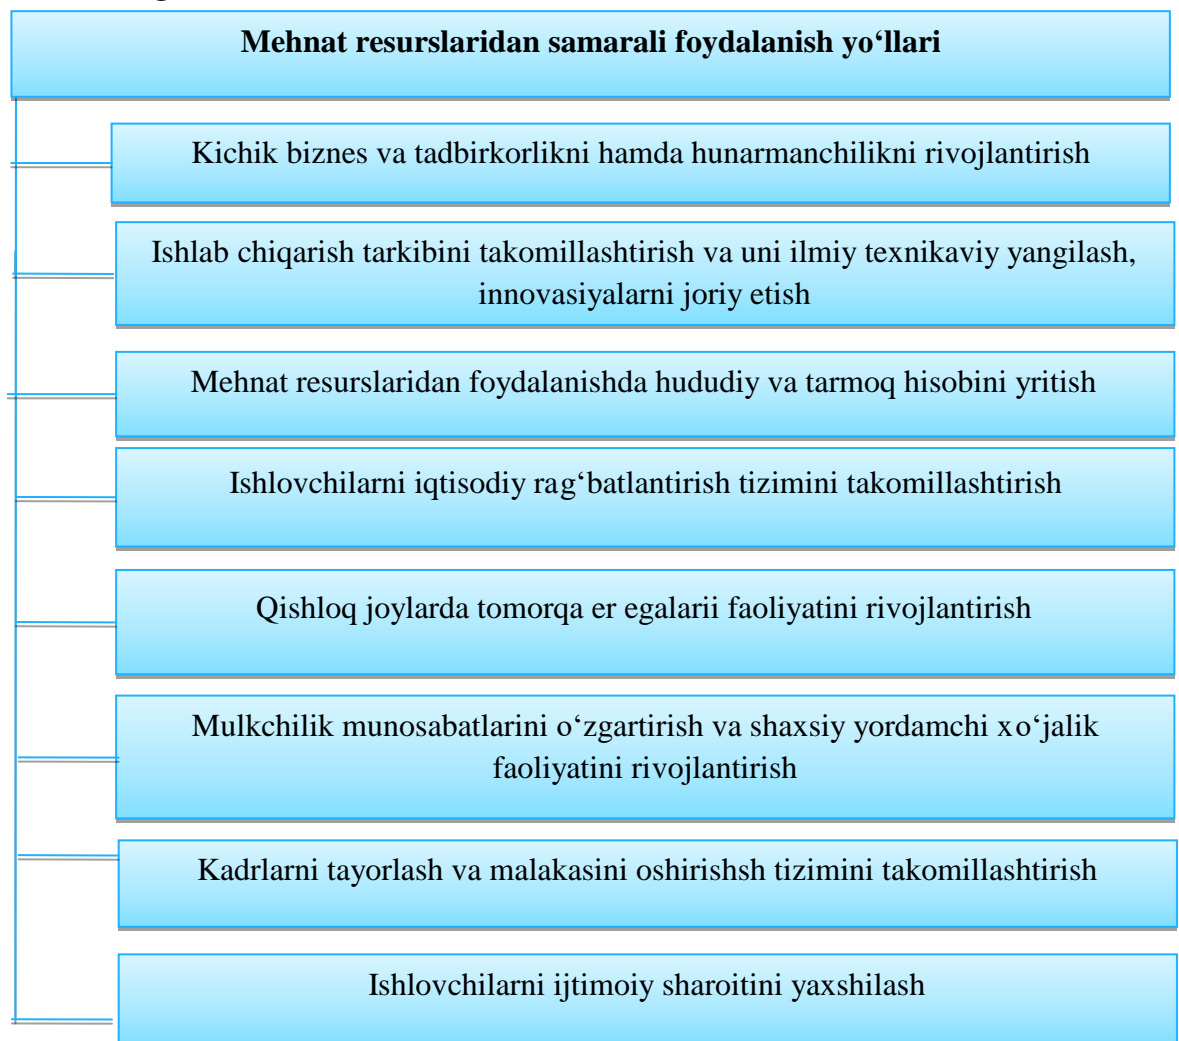 Mehnat resurslaridan samarali foydalanish yo‘llari
Kichik biznes va tadbirkorlikni hamda hunarmanchilikni rivojlantirish
Ishlab chiqarish tarkibini takomillashtirish va uni ilmiy texnikaviy yangilash,
innovasiyalarni joriy etish
Mehnat resurslaridan foydalanishda hududiy va tarmoq hisobini yritish
Ishlovchilarni iqtisodiy rag‘batlantirish tizimini takomillashtirish
Qishloq joylarda tomorqa er egalarii faoliyatini rivojlantirish
Mulkchilik munosabatlarini o‘zgartirish va shaxsiy yordamchi xo‘jalik
faoliyatini rivojlantirish
Kadrlarni tayorlash va malakasini oshirishsh tizimini takomillashtirish
Ishlovchilarni ijtimoiy sharoitini yaxshilash